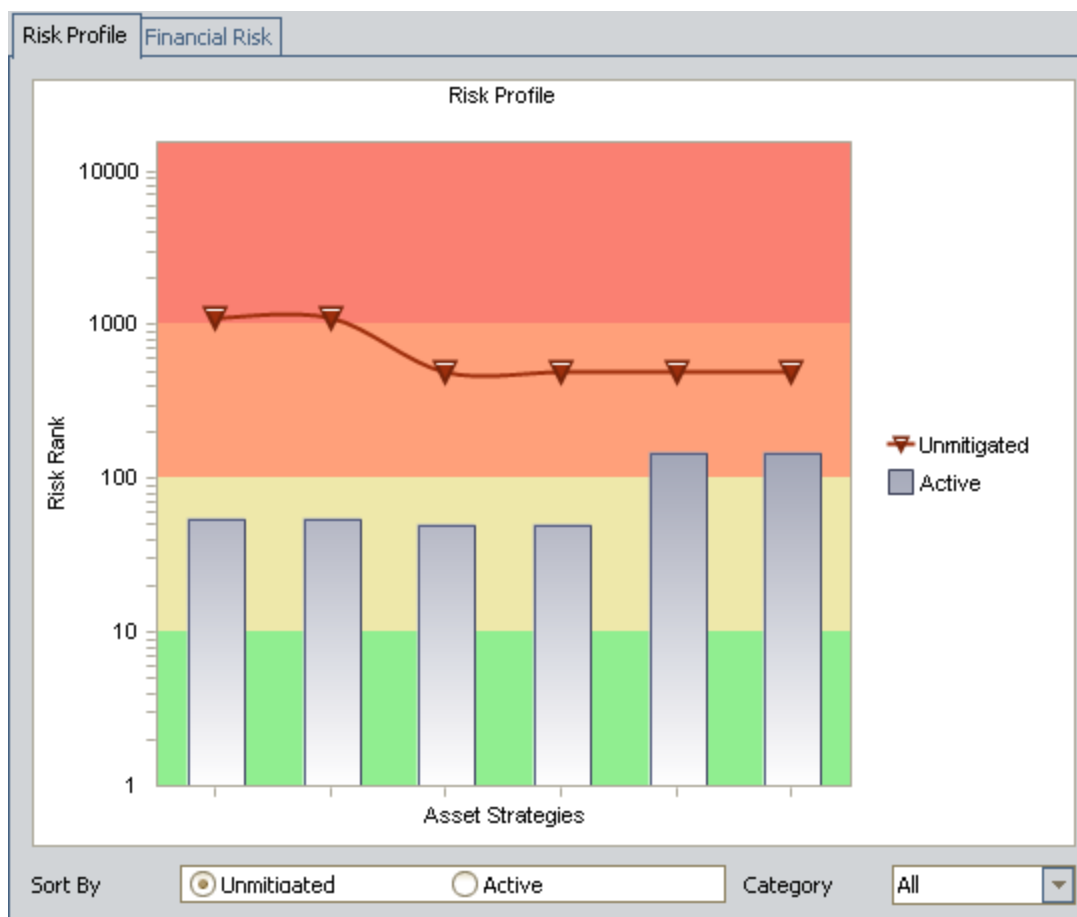 Risk Profile
Financial Risk
Risk Profile
10000
1000
100
10
1
Risk Rank
Asset Strategies
Unmitigated
Active
Sort By
Unmitigated
Active
Category
All